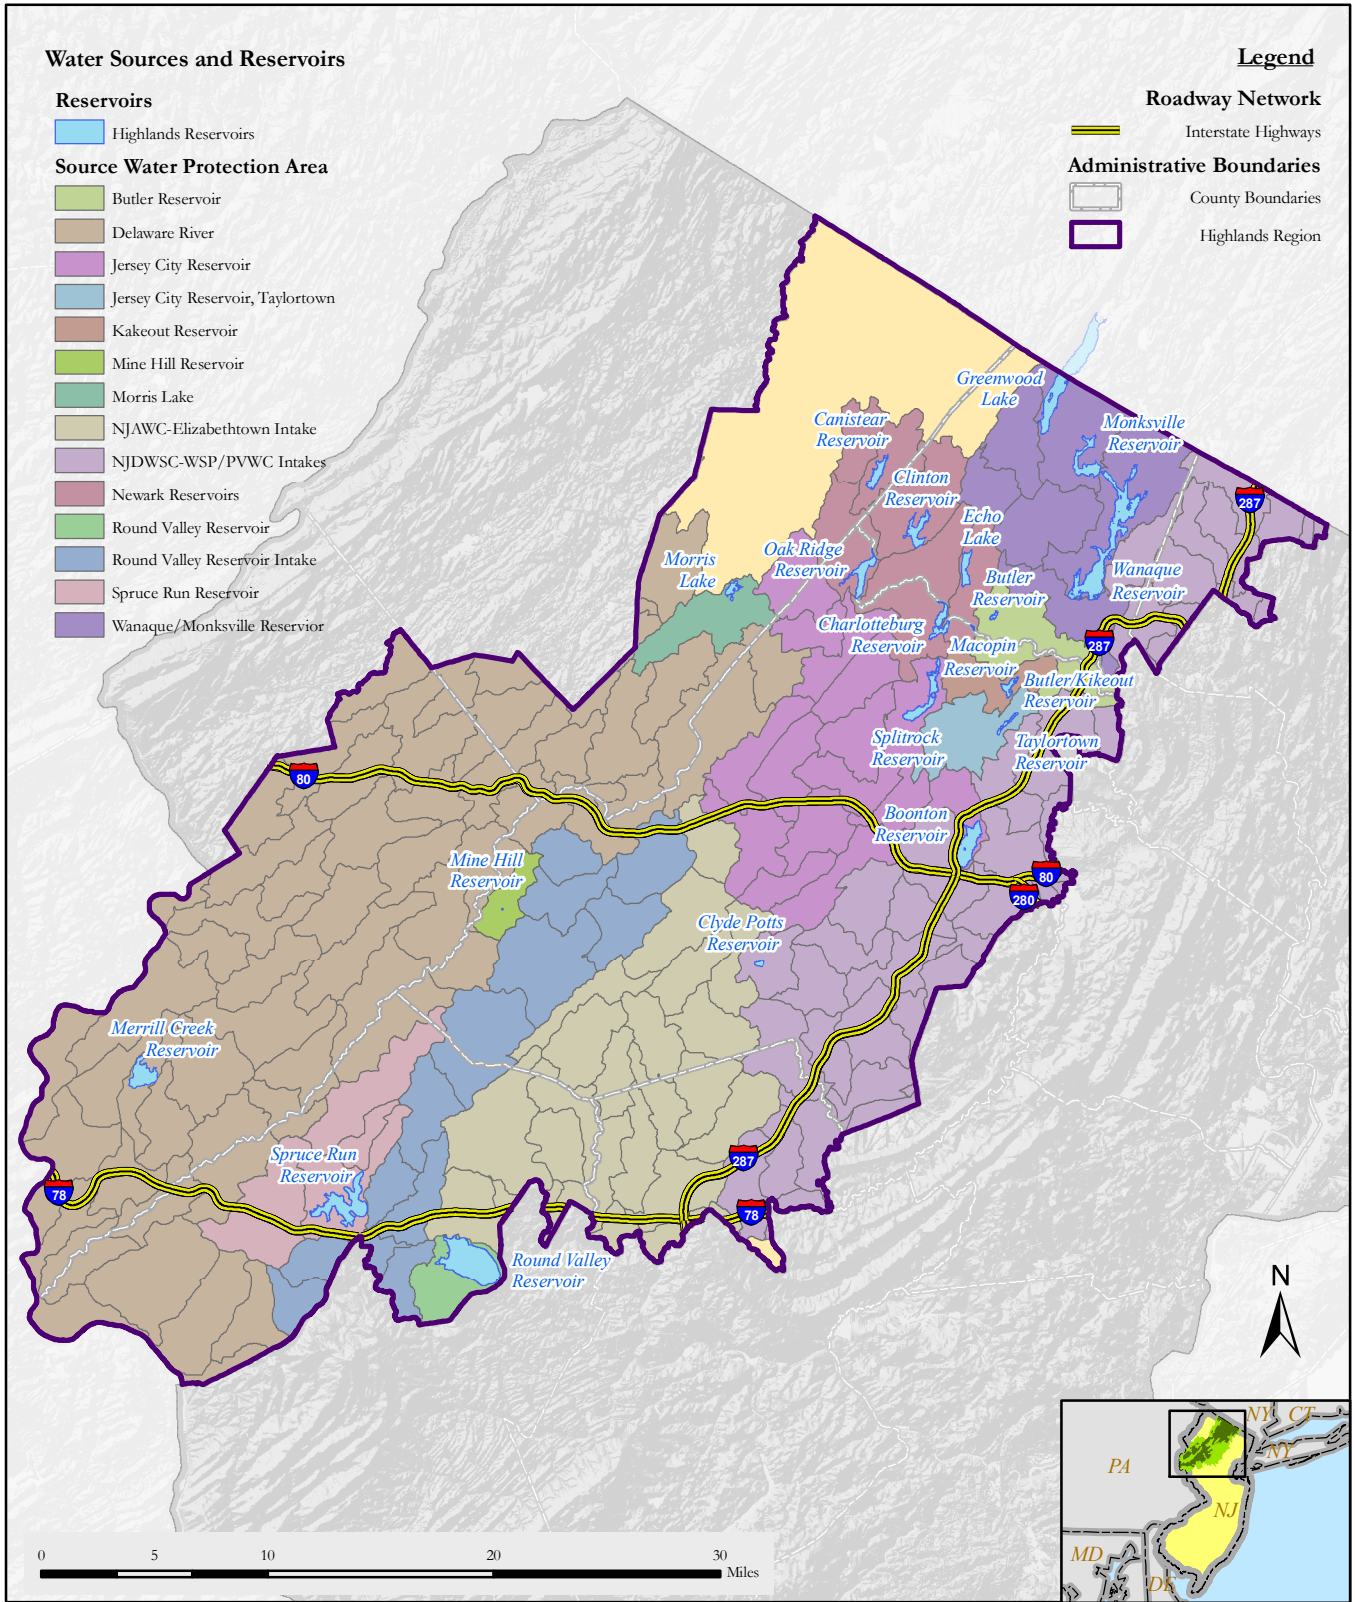 Water Sources and Reservoirs
Reservoirs
Highlands Reservoirs
Source Water Protection Area
Butler Reservoir
Delaware River
Jersey City Reservoir
Jersey City Reservoir, Taylortown
Kakeout Reservoir
Mine Hill Reservoir
Morris Lake
NJAWC-Elizabethtown Intake
NJDWSC-WSP/PVWC Intakes
Newark Reservoirs
Round Valley Reservoir
Round Valley Reservoir Intake
Spruce Run Reservoir
Wanaque/Monksville Reservior
Legend
Roadway Network
Interstate Highways
Administrative Boundaries
County Boundaries
Highlands Region
Greenwood
Lake
Canistear
Reservoir
Monksville
Reservoir
Clinton
Reservoir
287
Echo
Lake
Oak Ridge
Reservoir
Morris
Lake
Butler
Reservoir
Wanaque
Reservoir
Charlotteburg
Reservoir
Macopin
Reservoir
287
Butler/Kikeout
Reservoir
Splitrock
Reservoir
Taylortown
Reservoir
80
Boonton
Reservoir
Mine Hill
Reservoir
80
280
Clyde Potts
Reservoir
Merrill Creek
Reservoir
Spruce Run
Reservoir
287
78
78
Round Valley
Reservoir
N
0 5 10 20 30
Miles
NY CT
NY
PA
NJ
MD
DE